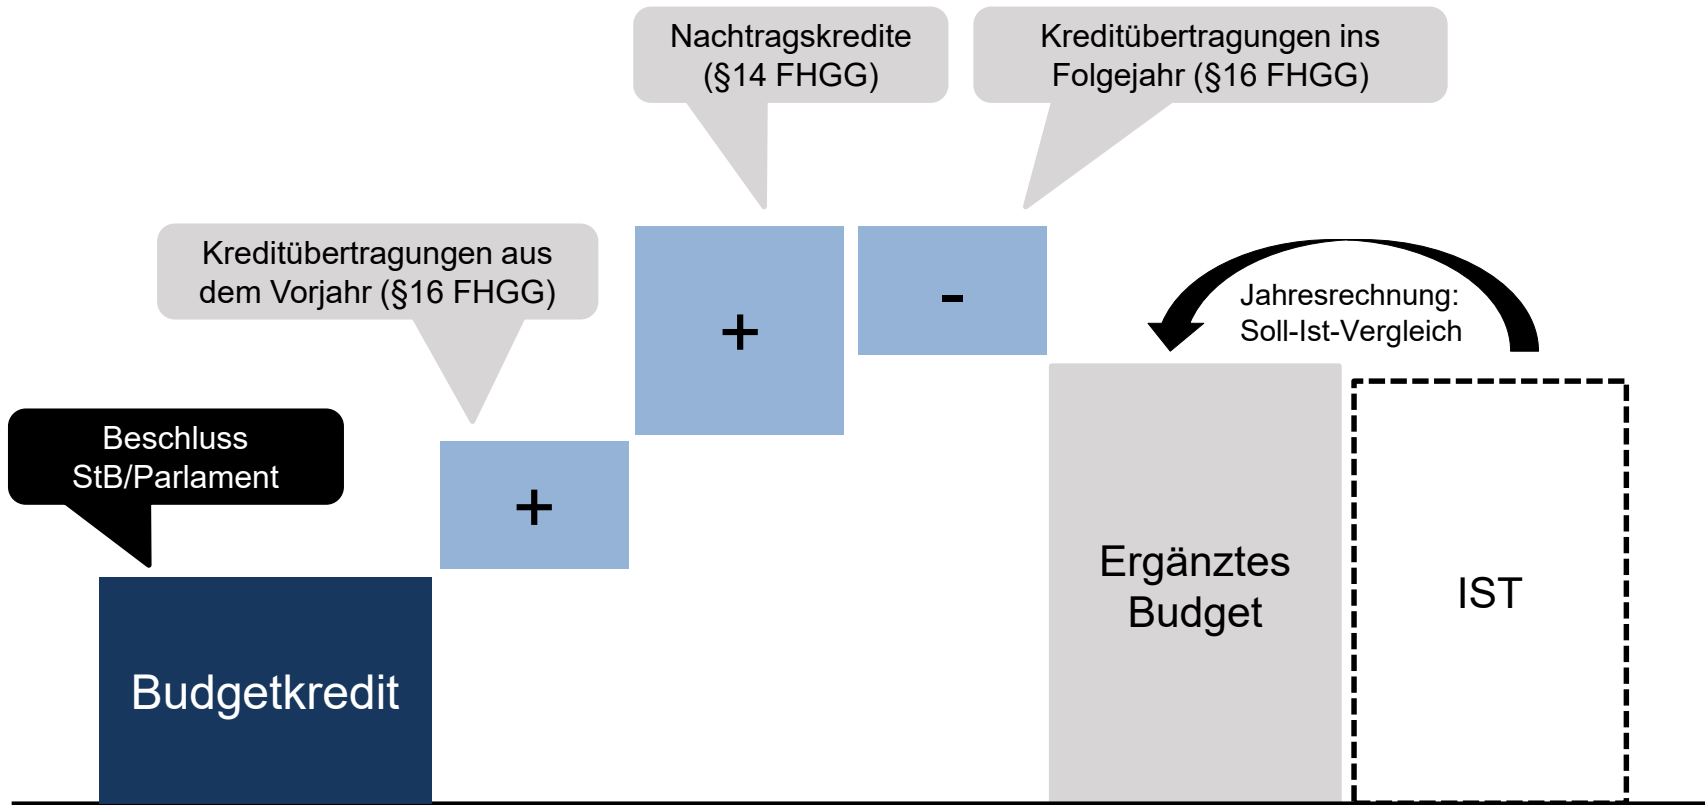 Nachtragskredite
(§14 FHGG)
Kreditübertragungen ins
Folgejahr (§16 FHGG)
Kreditübertragungen aus
dem Vorjahr (§16 FHGG)
+
-
Jahresrechnung:
Soll-Ist-Vergleich
Beschluss
StB/Parlament
+
Ergänztes
Budget
IST
Budgetkredit